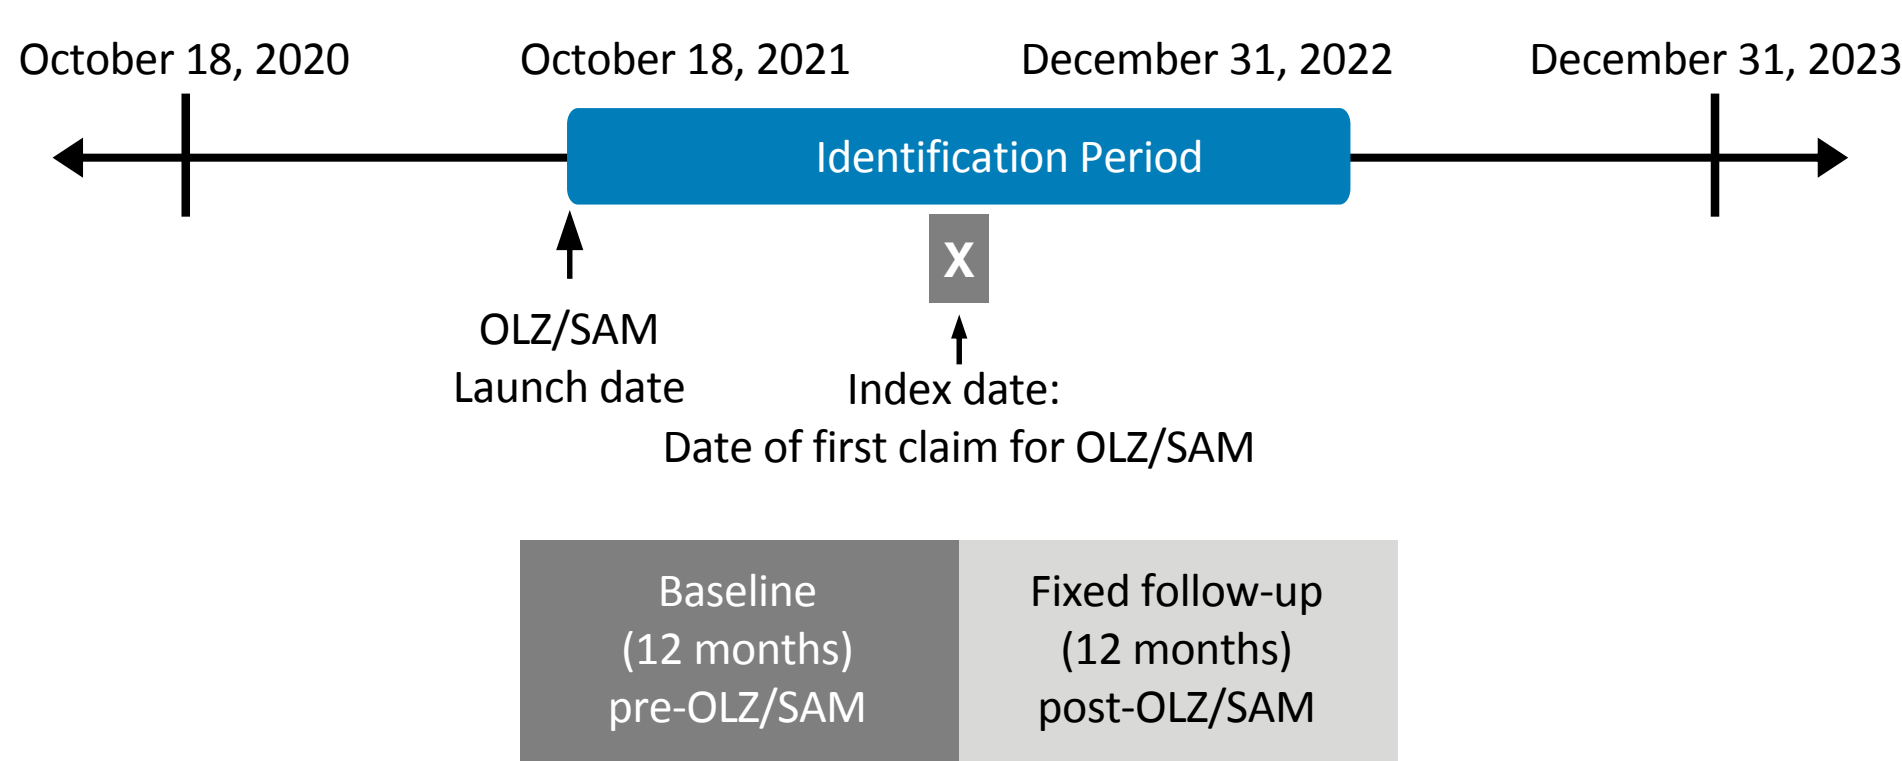 October 18, 2020
October 18, 2021
December 31, 2022
December 31, 2023
Identification Period
X
OLZ/SAM
Launch date
Index date:
Date of first claim for OLZ/SAM
Baseline
(12 months)
pre-OLZ/SAM
Fixed follow-up
(12 months)
post-OLZ/SAM